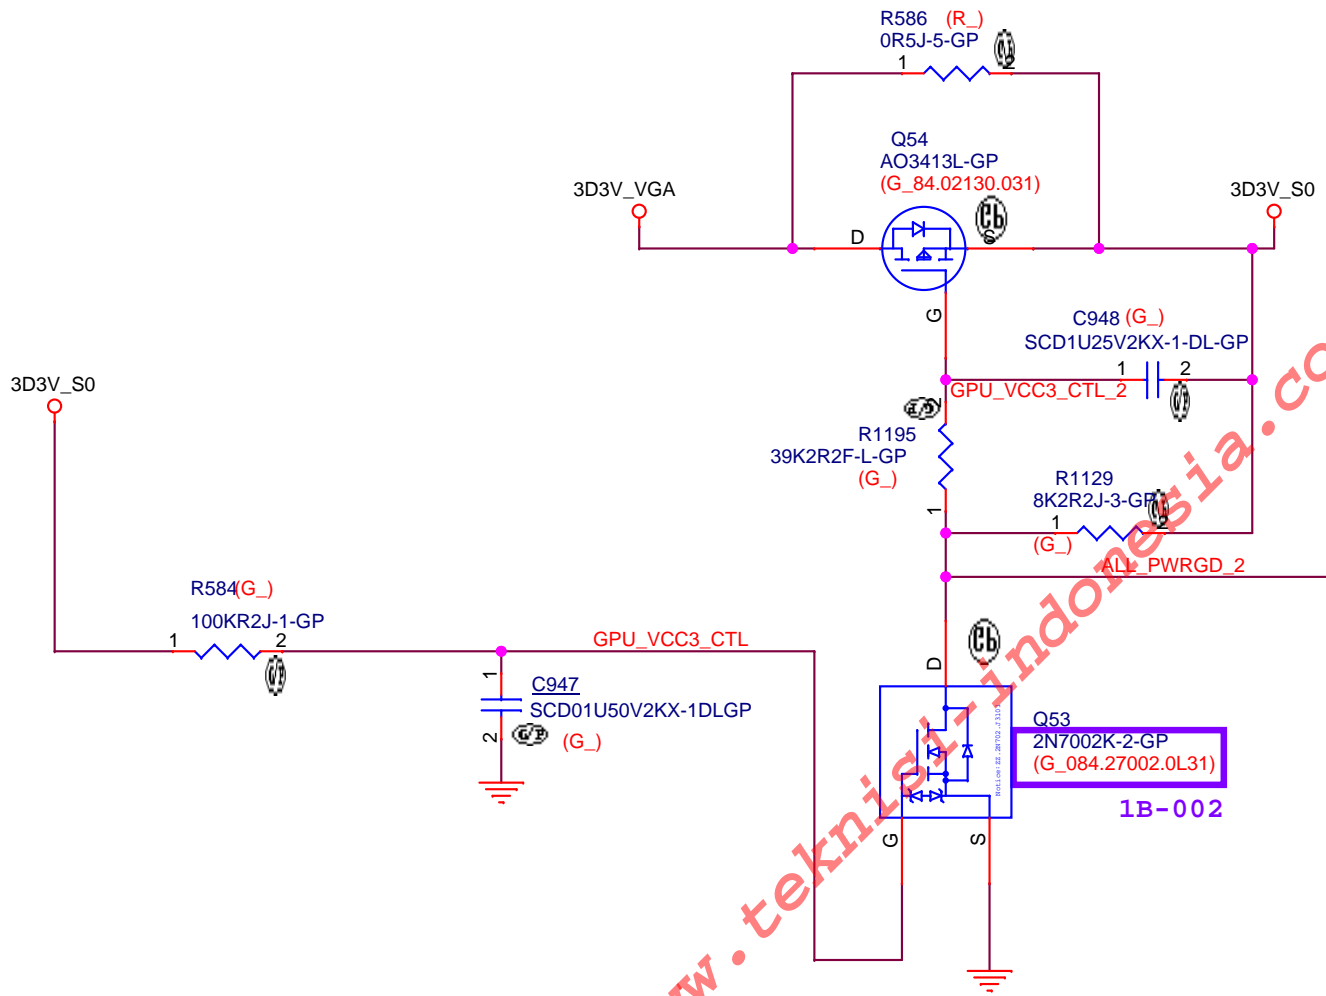 R586 (R_)
0R5J-5-GP
1
2
Q54
AO3413L-GP
(G_84.02130.031)
3D3V_VGA
3D3V_S0
D
S
G
C948 (G_)
SCD1U25V2KX-1-DL-GP
1
2
GPU_VCC3_CTL_2
3D3V_S0
2
R1195
39K2R2F-L-GP
(G_)
1
R1129
8K2R2J-3-GP
1
2
(G_)
ALL_PWRGD_2
R584(G_)
100KR2J-1-GP
1
2
GPU_VCC3_CTL
1
C947
SCD01U50V2KX-1DLGP
2
(G_)
D
Q53
2N7002K-2-GP
(G_084.27002.0L31)
1B-002
G
S
w.teknisi-indonesia.co